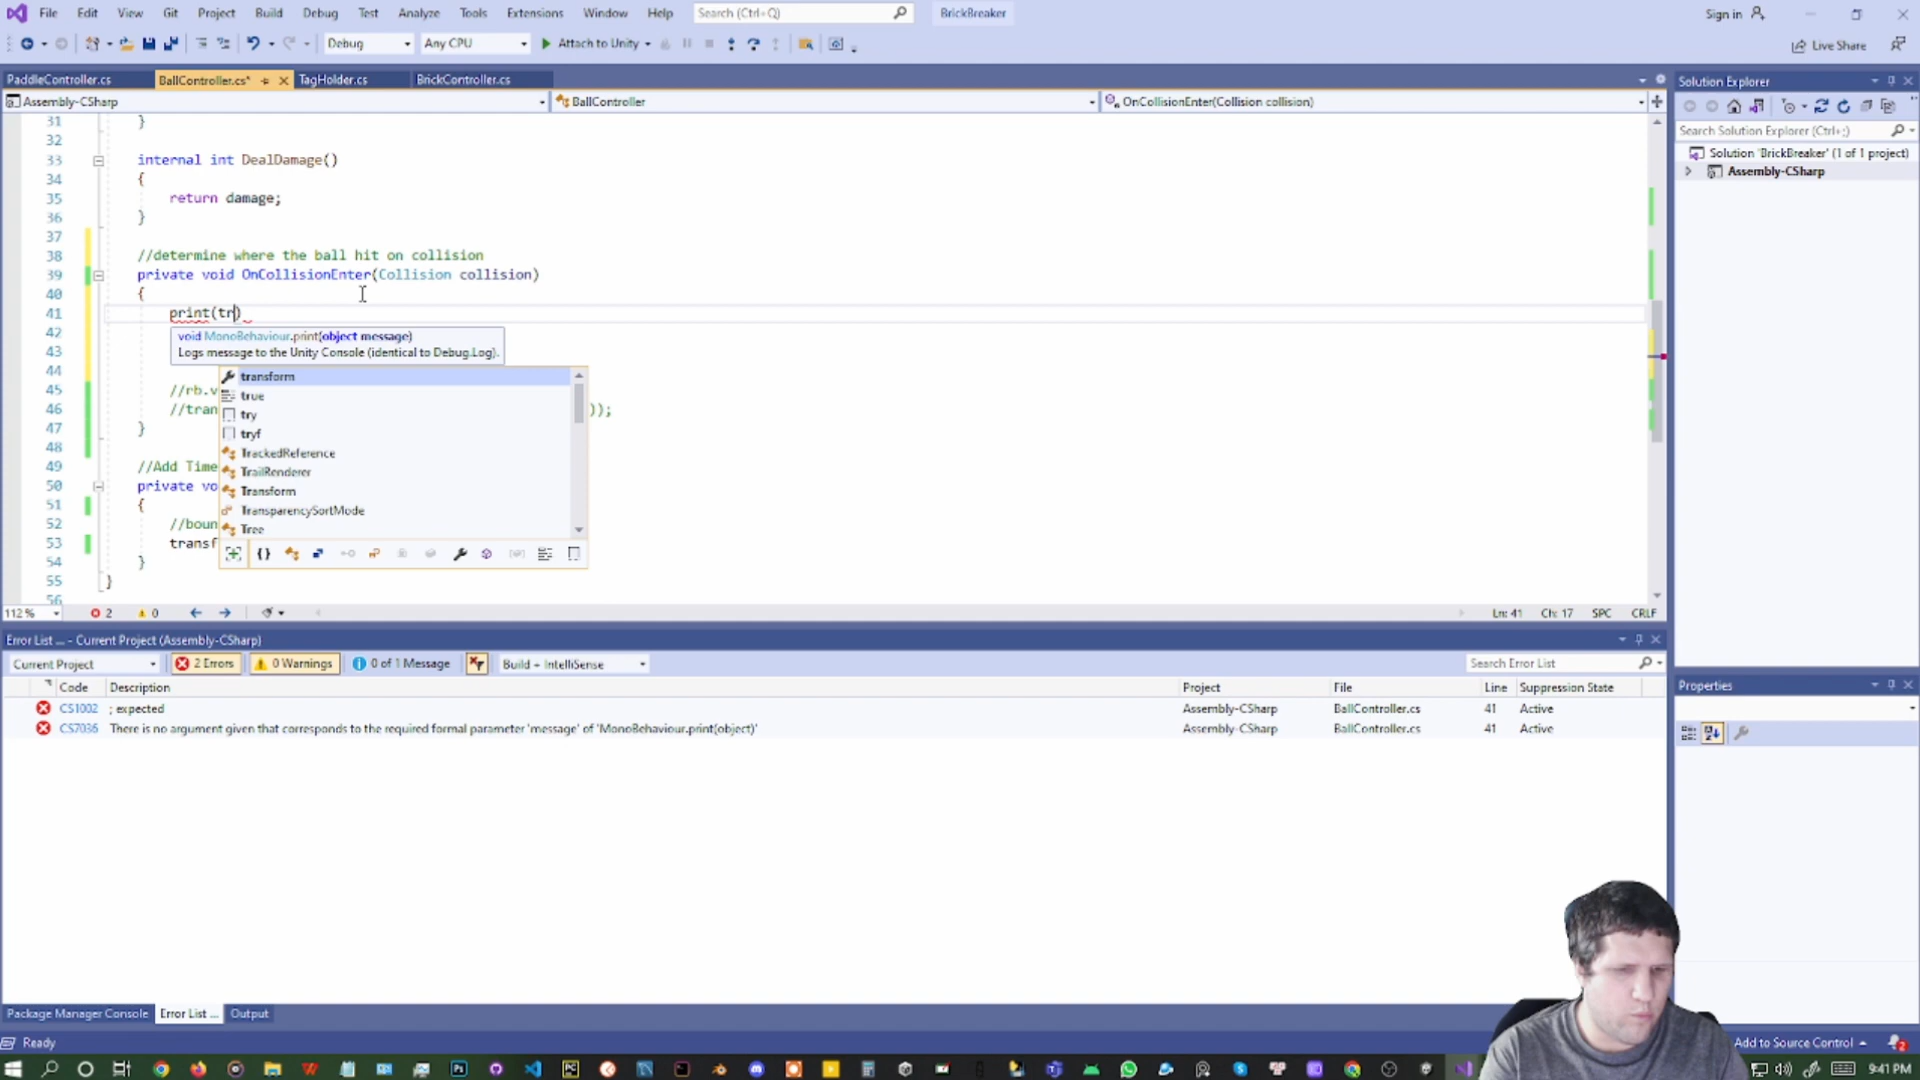 File Edit View Git Project Build Debug Test Analyze Tools Extensions Window Help Search (Ctrl+Q) BrickBreaker Sign in
Debug Any CPU Attach to Unity Live Share
PaddleController.cs BallController.cs* TagHolder.cs BrickController.cs
Assembly-CSharp BallController OnCollisionEnter(Collision collision)
31 }
32
33 internal int DealDamage()
34 {
35 return damage;
36 }
37
38 //determine where the ball hit on collision
39 private void OnCollisionEnter(Collision collision)
40 {
41 print(tr)
42 void MonoBehaviour.print(object message)
43 Logs message to the Unity Console (identical to Debug.Log).
44 transform
45 //rb.v true
46 //tran try ));
47 } tryf
48 TrackedReference
49 //Add Time TrailRenderer
50 private vo Transform
51 { TransparencySortMode
52 //boun Tree
53 transf
54 }
55 }
56
112 % 2 0 Ln: 41 Ch: 17 SPC CRLF
Error List ... - Current Project (Assembly-CSharp)
Current Project 2 Errors 0 Warnings 0 of 1 Message Build + IntelliSense Search Error List
Code Description Project File Line Suppression State
CS1002 ; expected Assembly-CSharp BallController.cs 41 Active
CS7036 There is no argument given that corresponds to the required formal parameter 'message' of 'MonoBehaviour.print(object)' Assembly-CSharp BallController.cs 41 Active
Package Manager Console Error List ... Output
Ready Add to Source Control 2
Solution Explorer
Search Solution Explorer (Ctrl+;)
Solution 'BrickBreaker' (1 of 1 project)
Assembly-CSharp
Properties
9:41 PM